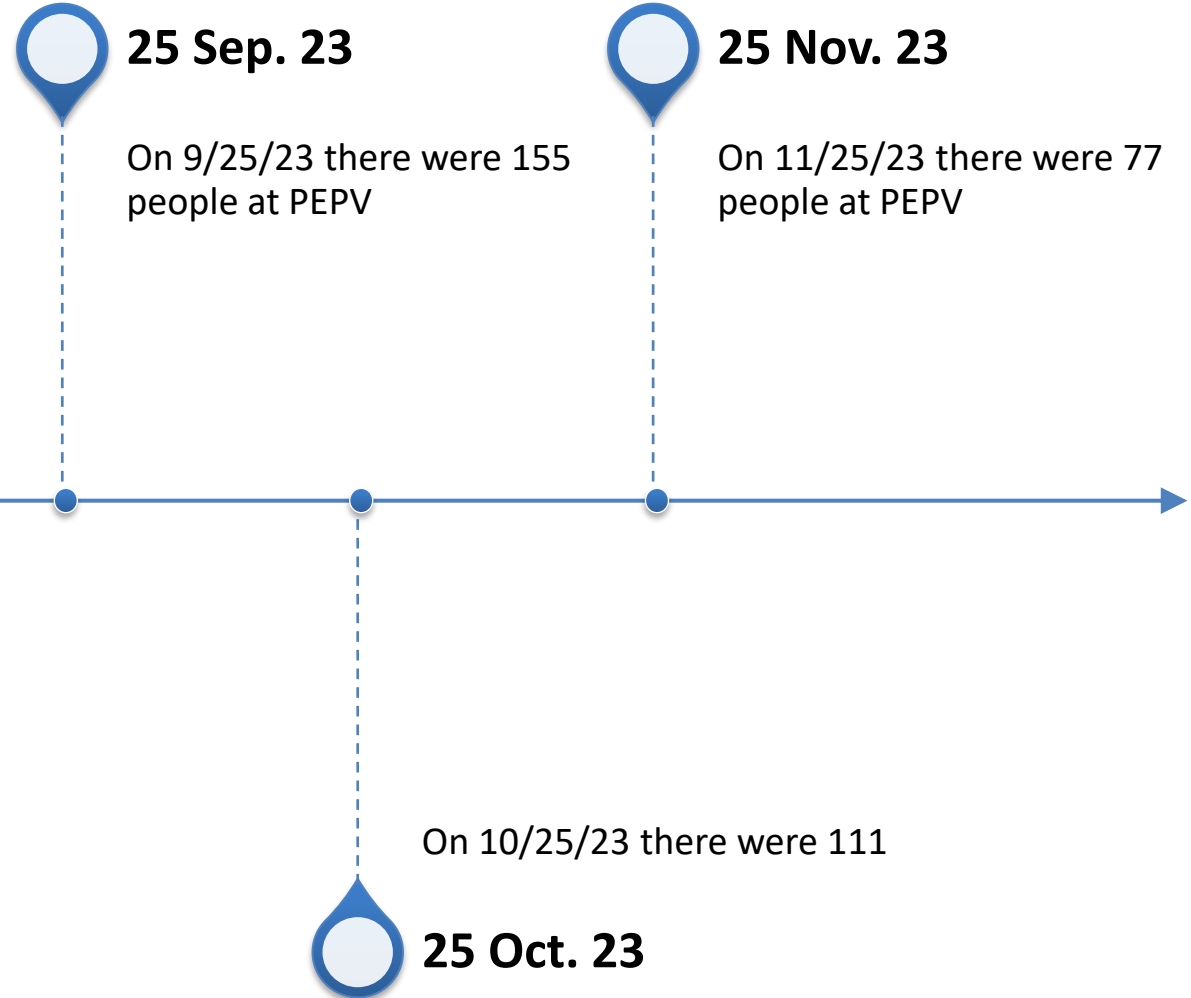 25 Sep. 23
On 9/25/23 there were 155
people at PEPV
25 Nov. 23
On 11/25/23 there were 77
people at PEPV
On 10/25/23 there were 111
25 Oct. 23